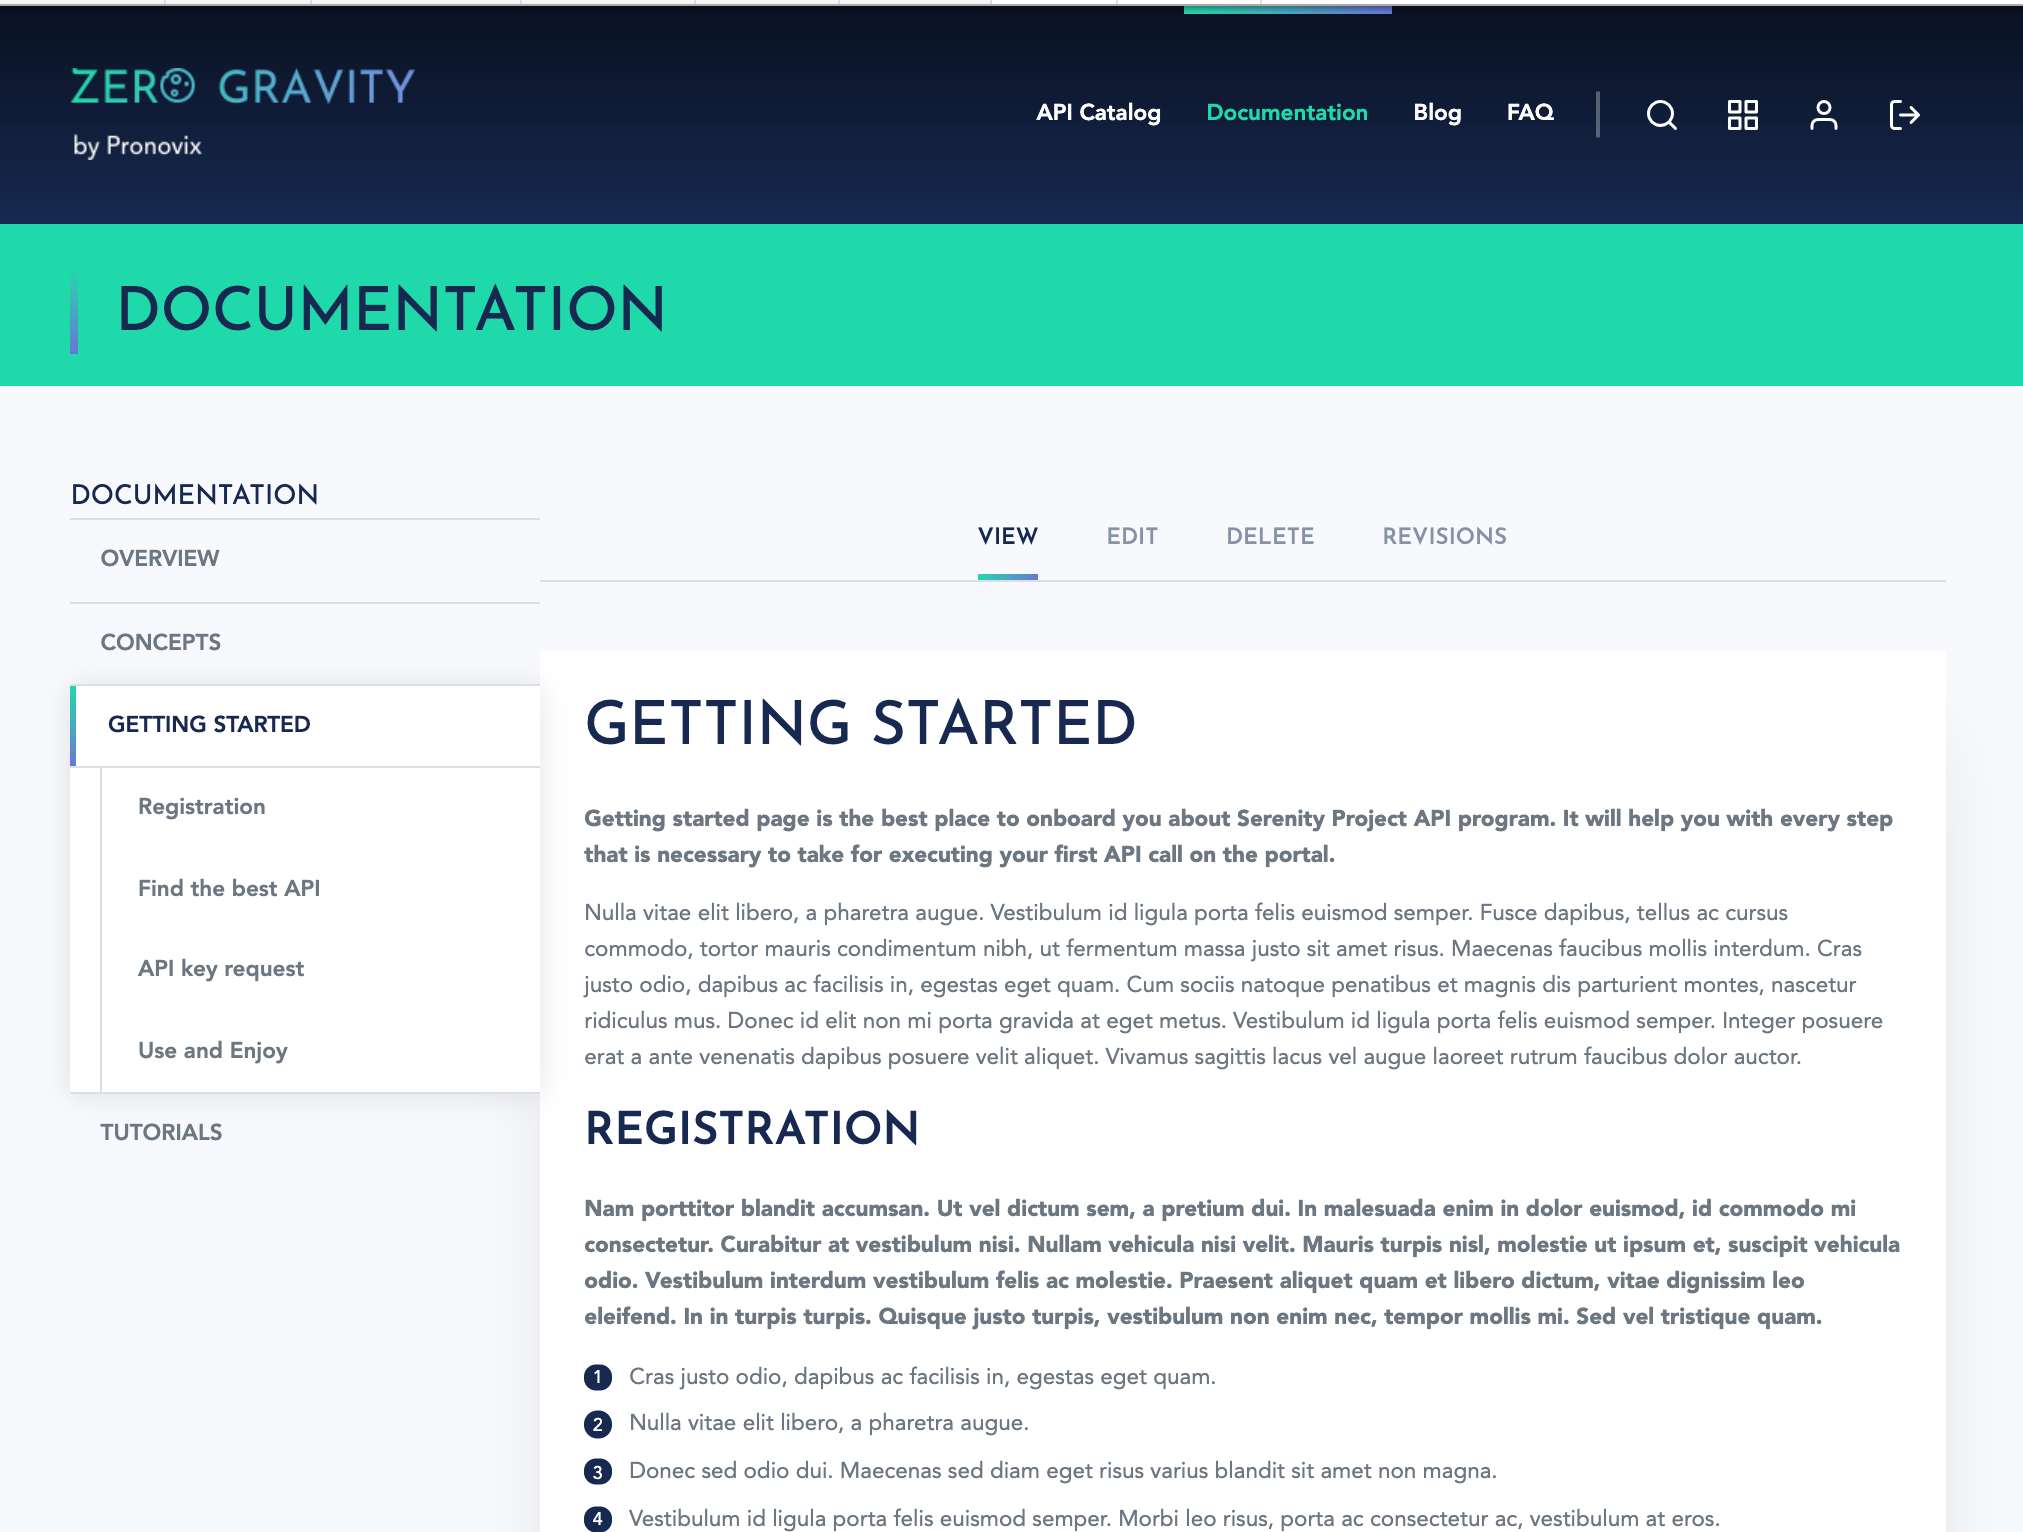 ZERO GRAVITY
by Pronovix
API Catalog
Documentation
Blog
FAQ
DOCUMENTATION
DOCUMENTATION
OVERVIEW
CONCEPTS
GETTING STARTED
Registration
Find the best API
API key request
Use and Enjoy
TUTORIALS
VIEW
EDIT
DELETE
REVISIONS
GETTING STARTED
Getting started page is the best place to onboard you about Serenity Project API program. It will help you with every step
that is necessary to take for executing your first API call on the portal.
Nulla vitae elit libero, a pharetra augue. Vestibulum id ligula porta felis euismod semper. Fusce dapibus, tellus ac cursus
commodo, tortor mauris condimentum nibh, ut fermentum massa justo sit amet risus. Maecenas faucibus mollis interdum. Cras
justo odio, dapibus ac facilisis in, egestas eget quam. Cum sociis natoque penatibus et magnis dis parturient montes, nascetur
ridiculus mus. Donec id elit non mi porta gravida at eget metus. Vestibulum id ligula porta felis euismod semper. Integer posuere
erat a ante venenatis dapibus posuere velit aliquet. Vivamus sagittis lacus vel augue laoreet rutrum faucibus dolor auctor.
REGISTRATION
Nam porttitor blandit accumsan. Ut vel dictum sem, a pretium dui. In malesuada enim in dolor euismod, id commodo mi
consectetur. Curabitur at vestibulum nisi. Nullam vehicula nisi velit. Mauris turpis nisl, molestie ut ipsum et, suscipit vehicula
odio. Vestibulum interdum vestibulum felis ac molestie. Praesent aliquet quam et libero dictum, vitae dignissim leo
eleifend. In in turpis turpis. Quisque justo turpis, vestibulum non enim nec, tempor mollis mi. Sed vel tristique quam.
1 Cras justo odio, dapibus ac facilisis in, egestas eget quam.
2 Nulla vitae elit libero, a pharetra augue.
3 Donec sed odio dui. Maecenas sed diam eget risus varius blandit sit amet non magna.
4 Vestibulum id ligula porta felis euismod semper. Morbi leo risus, porta ac consectetur ac, vestibulum at eros.